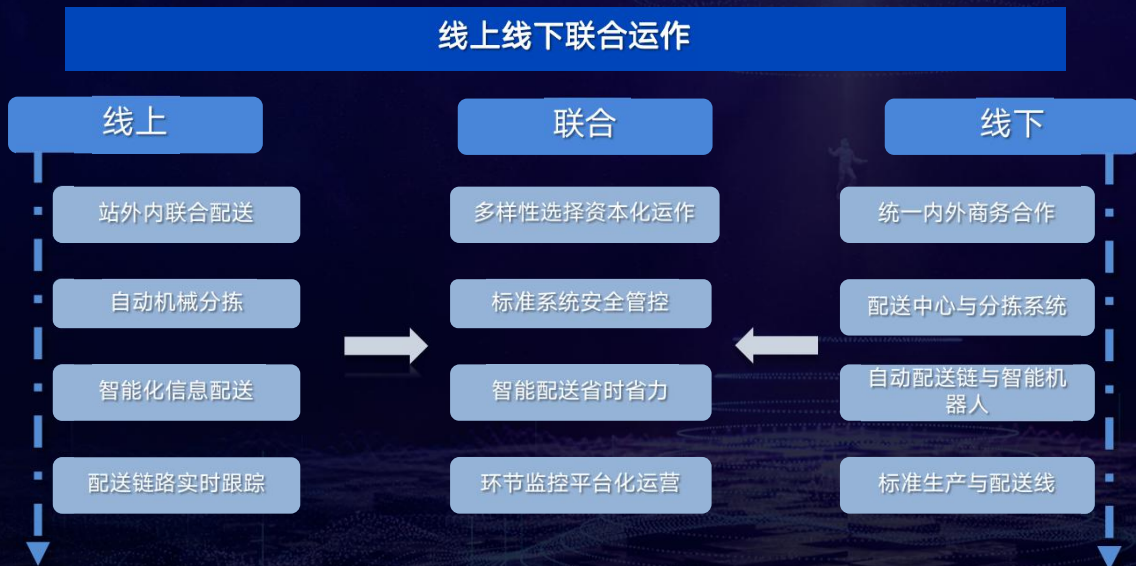 线上线下联合运作
线上
联合
线下
站外内联合配送
多样性选择资本化运作
统一内外商务合作
自动机械分拣
标准系统安全管控
配送中心与分拣系统
智能化信息配送
智能配送省时省力
自动配送链与智能机
器人
配送链路实时跟踪
环节监控平台化运营
标准生产与配送线